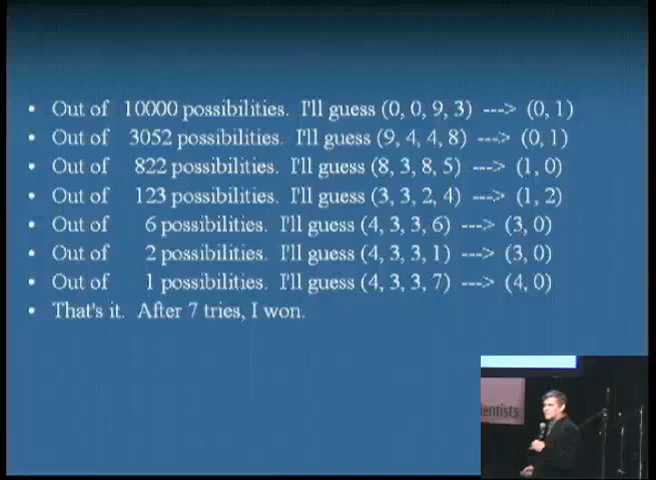 • Out of 10000 possibilities. I'll guess (0, 0, 9, 3) ---> (0, 1)
• Out of 3052 possibilities. I'll guess (9, 4, 4, 8) ---> (0, 1)
• Out of 822 possibilities. I'll guess (8, 3, 8, 5) ---> (1, 0)
• Out of 123 possibilities. I'll guess (3, 3, 2, 4) ---> (1, 2)
• Out of 6 possibilities. I'll guess (4, 3, 3, 6) ---> (3, 0)
• Out of 2 possibilities. I'll guess (4, 3, 3, 1) ---> (3, 0)
• Out of 1 possibilities. I'll guess (4, 3, 3, 7) ---> (4, 0)
• That's it. After 7 tries, I won.